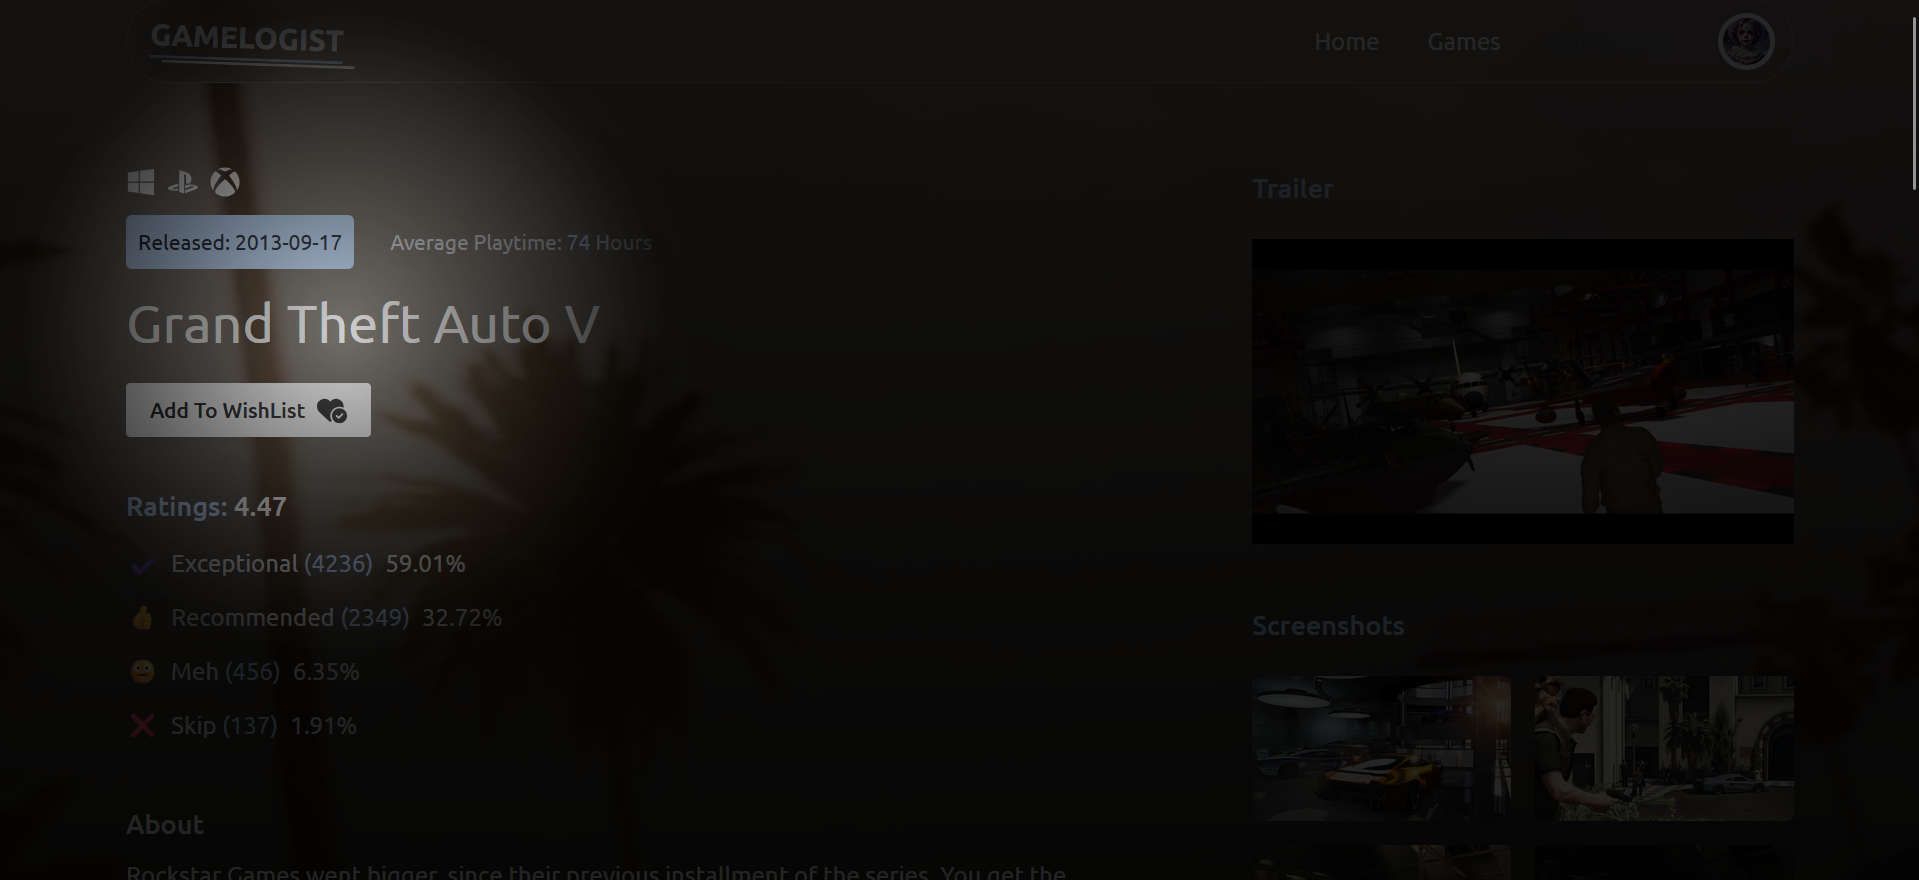 GAMELOGIST
Home
Games
Released: 2013-09-17
Average Playtime: 74 Hours
Grand Theft Auto V
Add To WishList
Ratings: 4.47
Exceptional (4236) 59.01%
Recommended (2349) 32.72%
Meh (456) 6.35%
Skip (137) 1.91%
About
Rockstar Games went bigger, since their previous installment of the series. You get the
Trailer
Screenshots